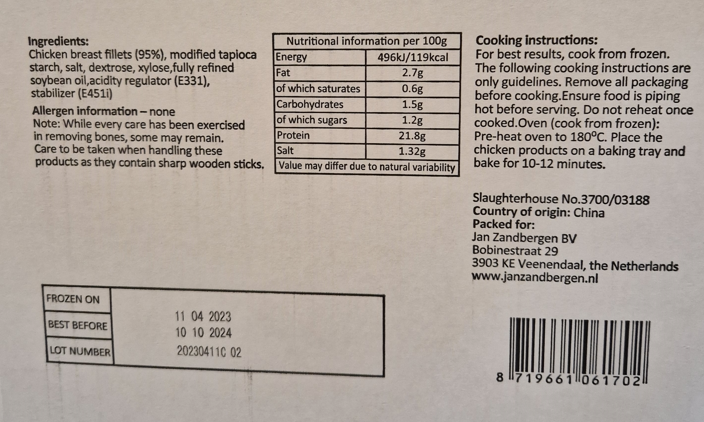 Ingredients:
Chicken breast fillets (95%), modified tapioca
starch, salt, dextrose, xylose,fully refined
soybean oil,acidity regulator (E331),
stabilizer (E451i)
Allergen information – none
Note: While every care has been exercised
in removing bones, some may remain.
Care to be taken when handling these
products as they contain sharp wooden sticks.
Nutritional information per 100g
Energy 496kJ/119kcal
Fat 2.7g
of which saturates 0.6g
Carbohydrates 1.5g
of which sugars 1.2g
Protein 21.8g
Salt 1.32g
Value may differ due to natural variability
Cooking instructions:
For best results, cook from frozen.
The following cooking instructions are
only guidelines. Remove all packaging
before cooking.Ensure food is piping
hot before serving. Do not reheat once
cooked.Oven (cook from frozen):
Pre-heat oven to 180°C. Place the
chicken products on a baking tray and
bake for 10-12 minutes.
Slaughterhouse No.3700/03188
Country of origin: China
Packed for:
Jan Zandbergen BV
Bobinestraat 29
3903 KE Veenendaal, the Netherlands
www.janzandbergen.nl
FROZEN ON 11 04 2023
BEST BEFORE 10 10 2024
LOT NUMBER 20230411C 02
8 719661 061702